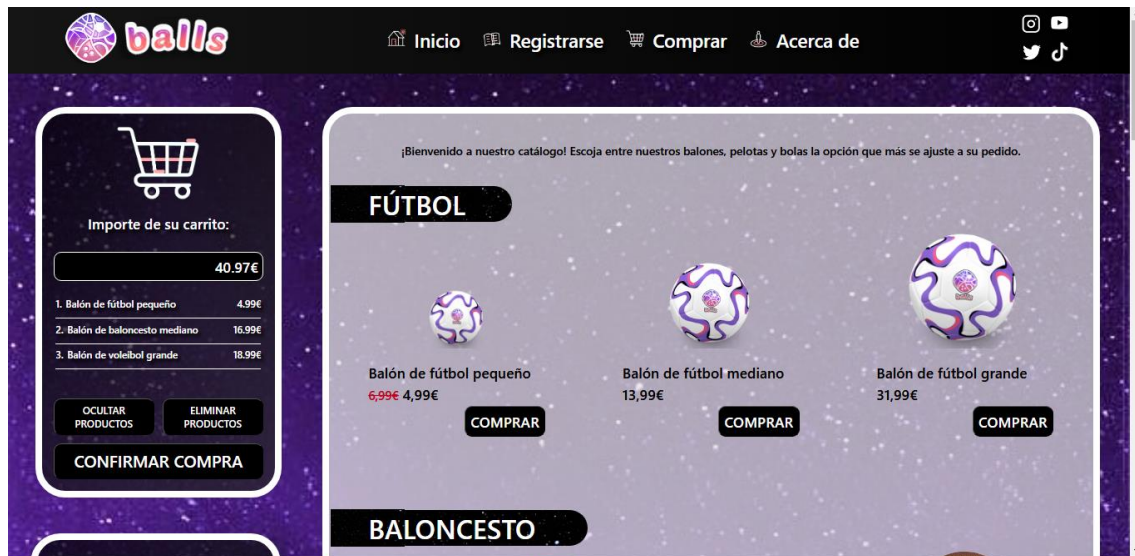 balls
Inicio
Registrarse
Comprar
Acerca de
Importe de su carrito:
40.97€
1. Balón de fútbol pequeño 4.99€
2. Balón de baloncesto mediano 16.99€
3. Balón de voleibol grande 18.99€
OCULTAR
PRODUCTOS
ELIMINAR
PRODUCTOS
CONFIRMAR COMPRA
¡Bienvenido a nuestro catálogo! Escoja entre nuestros balones, pelotas y bolas la opción que más se ajuste a su pedido.
FÚTBOL
Balón de fútbol pequeño
6,99€ 4,99€
COMPRAR
Balón de fútbol mediano
13,99€
COMPRAR
Balón de fútbol grande
31,99€
COMPRAR
BALONCESTO